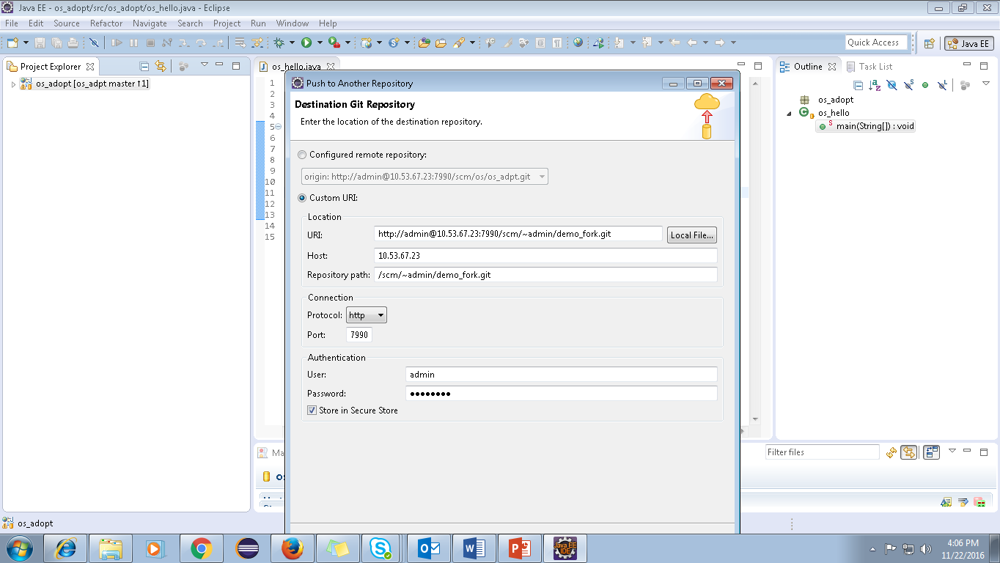 Java EE - os_adopt/src/os_adopt/os_hello.java - Eclipse
File Edit Source Refactor Navigate Search Project Run Window Help
Quick Access
Java EE
Project Explorer
os_adopt [os_adpt master ↑1]
os_hello.java
1
2
3
4
5
6
7
8
9
10
11
12
13
14
15
Push to Another Repository
Destination Git Repository
Enter the location of the destination repository.
Configured remote repository:
origin: http://admin@10.53.67.23:7990/scm/os/os_adpt.git
Custom URI:
Location
URI: http://admin@10.53.67.23:7990/scm/~admin/demo_fork.git Local File...
Host: 10.53.67.23
Repository path: /scm/~admin/demo_fork.git
Connection
Protocol: http
Port: 7990
Authentication
User: admin
Password: ●●●●●●●●
Store in Secure Store
Outline
Task List
os_adopt
os_hello
main(String[]) : void
Filter files
os_adopt
Java EE
IDE
4:06 PM
11/22/2016